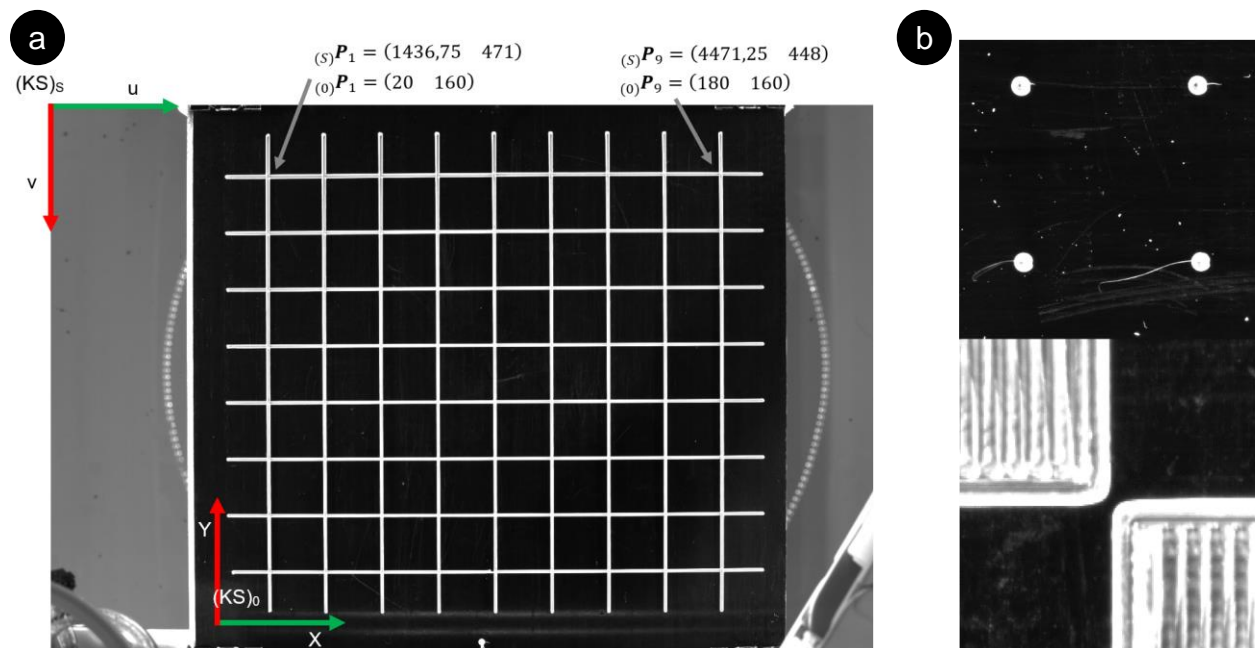 a
b
(S)P1 = (1436,75 471)
(0)P1 = (20 160)
(S)P9 = (4471,25 448)
(0)P9 = (180 160)
(KS)S
u
v
Y
(KS)0
X